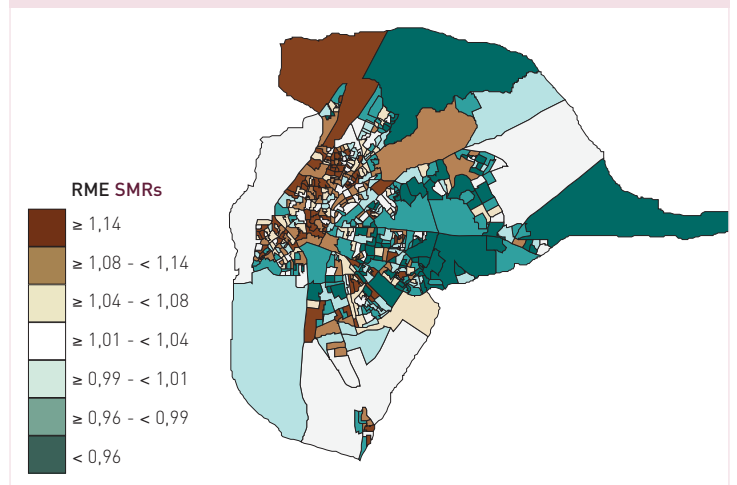 RME SMRs
≥ 1,14
≥ 1,08 - < 1,14
≥ 1,04 - < 1,08
≥ 1,01 - < 1,04
≥ 0,99 - < 1,01
≥ 0,96 - < 0,99
< 0,96